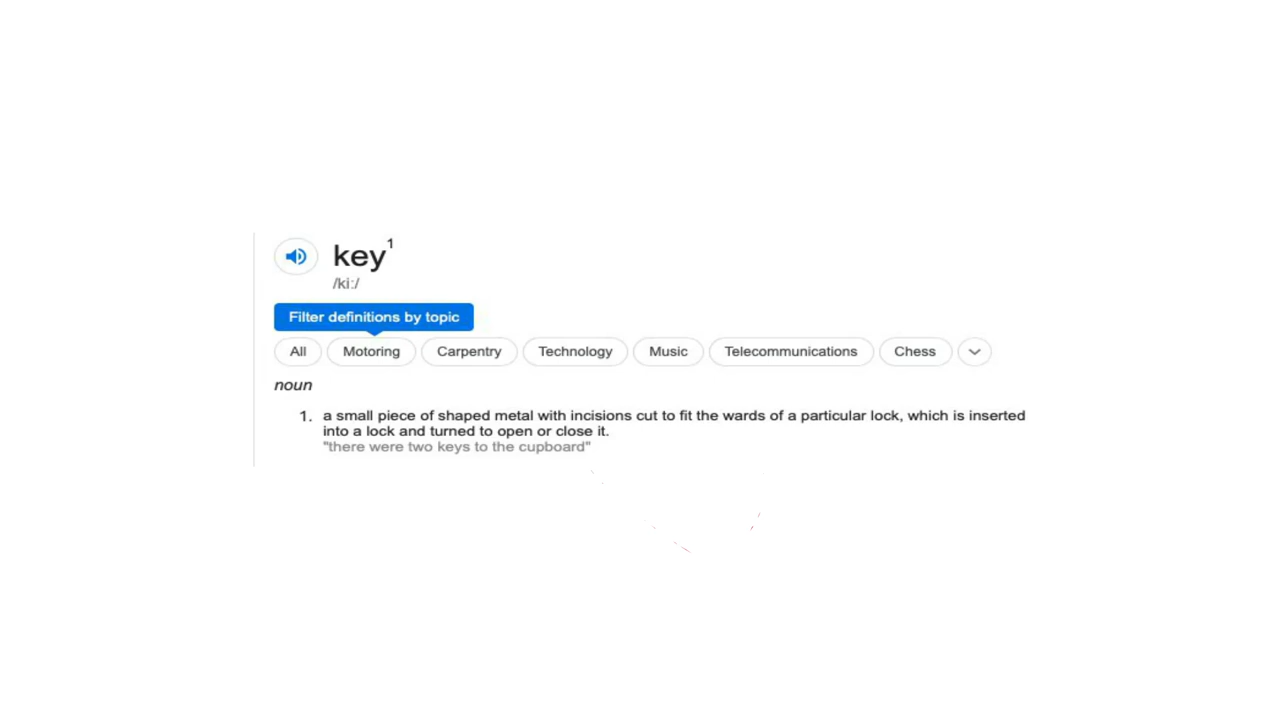 key¹
/kiː/
Filter definitions by topic
All Motoring Carpentry Technology Music Telecommunications Chess
noun
1. a small piece of shaped metal with incisions cut to fit the wards of a particular lock, which is inserted
into a lock and turned to open or close it.
"there were two keys to the cupboard"